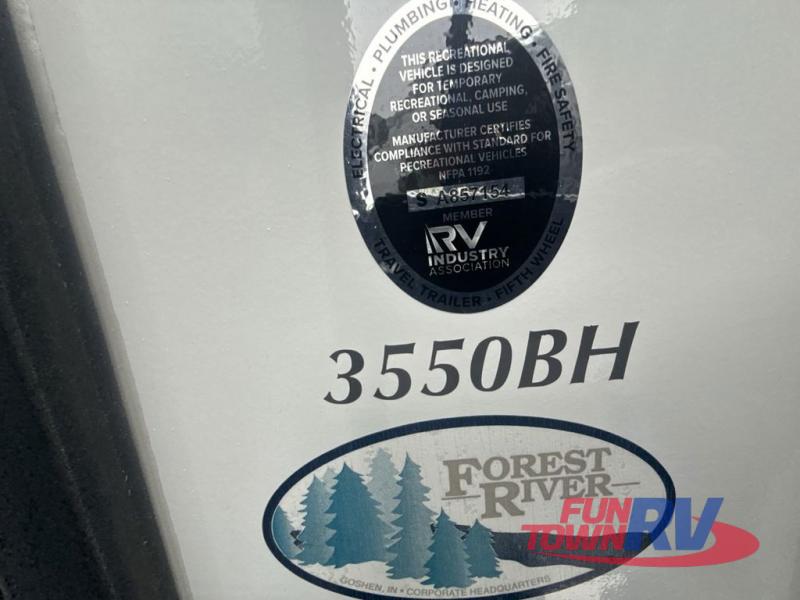 ELECTRICAL • PLUMBING • HEATING • FIRE SAFETY
THIS RECREATIONAL
VEHICLE IS DESIGNED
FOR TEMPORARY
RECREATIONAL, CAMPING,
OR SEASONAL USE
MANUFACTURER CERTIFIES
COMPLIANCE WITH STANDARD FOR
RECREATIONAL VEHICLES
NFPA 1192
S A857154
MEMBER
RV
INDUSTRY
ASSOCIATION
TRAVEL TRAILER • FIFTH WHEEL
3550BH
FOREST
RIVER
FUN
TOWN RV
GOSHEN, IN • CORPORATE HEADQUARTERS